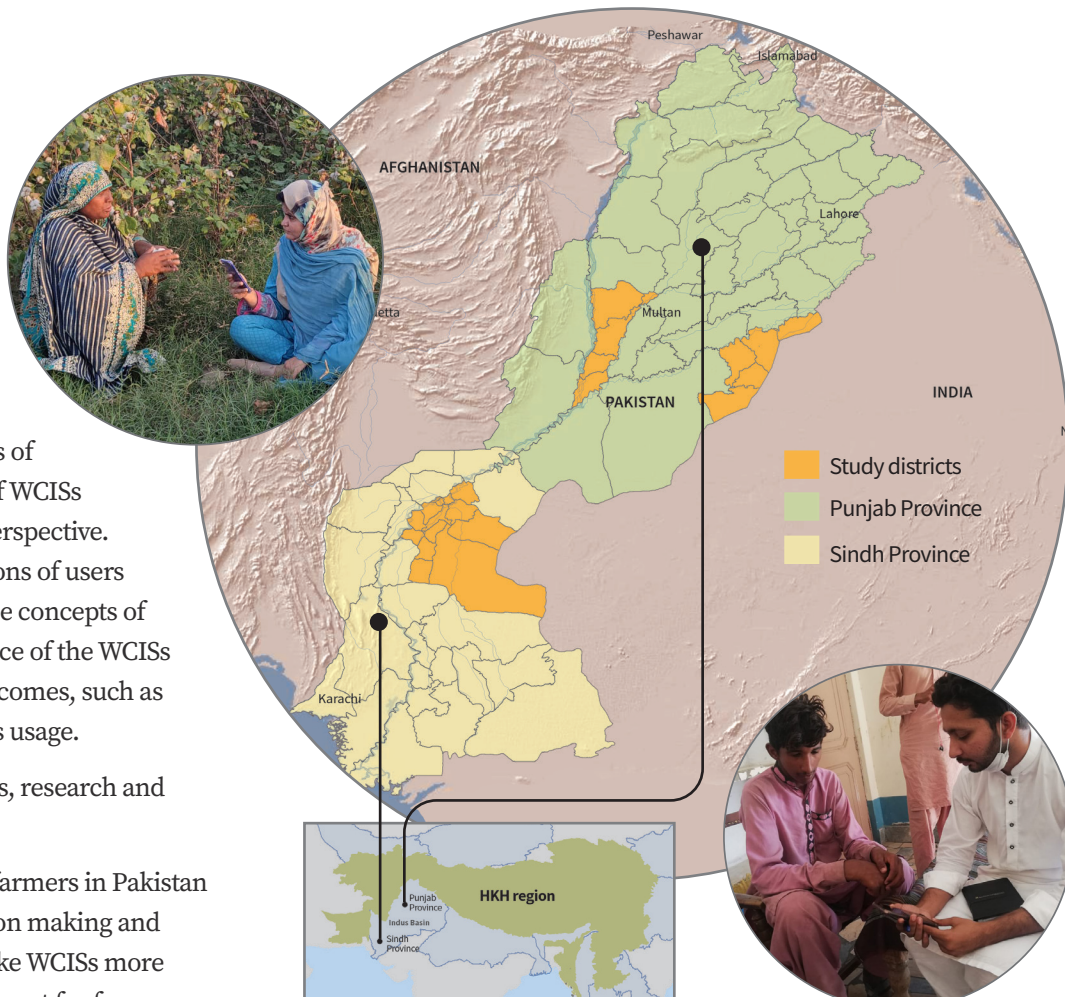 Peshawar
Islamabad
AFGHANISTAN
Lahore
Multan
PAKISTAN
INDIA
Study districts
Punjab Province
Sindh Province
Karachi
s of
f WCISs
erspective.
ons of users
e concepts of
ce of the WCISs
comes, such as
s usage.
s, research and
farmers in Pakistan
on making and
ke WCISs more
HKH region
Punjab
Province
Indus Basin
Sindh
Province